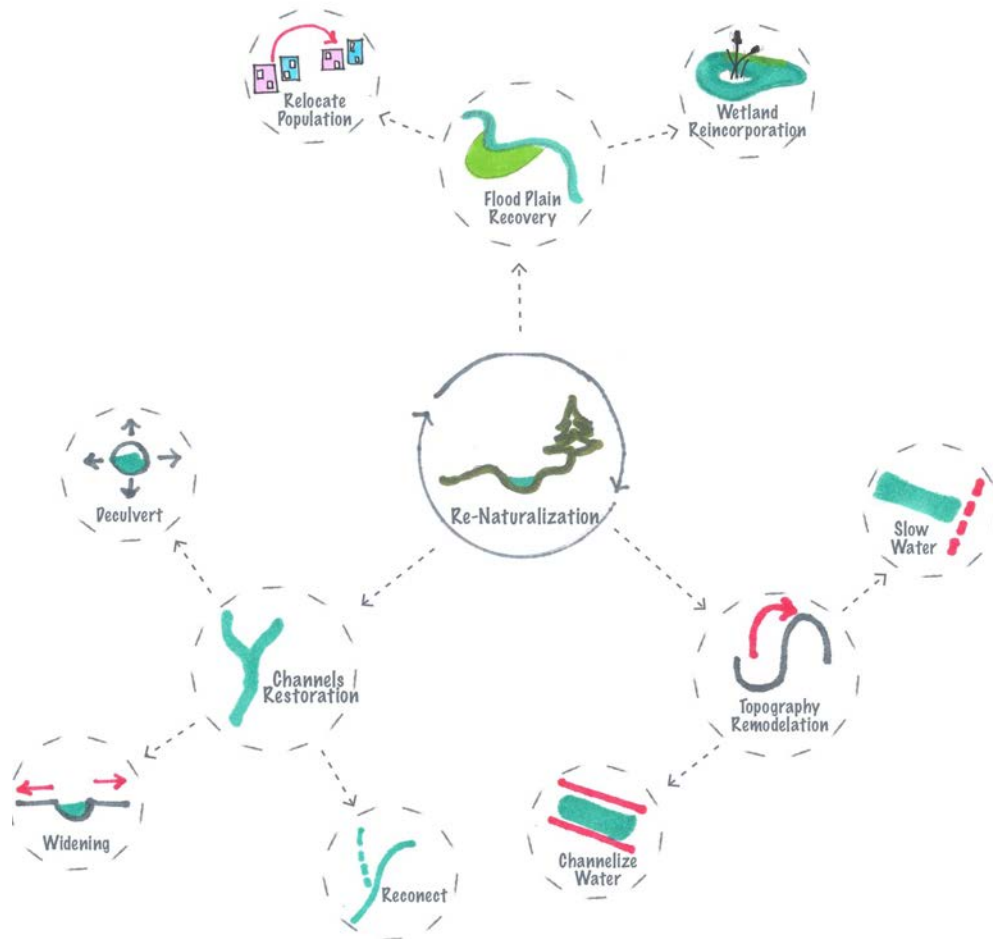 Relocate
Population
Wetland
Reincorporation
Flood Plain
Recovery
Re-Naturalization
Deculvert
Slow
Water
Channels
Restoration
Topography
Remodelation
Widening
Reconect
Channelize
Water